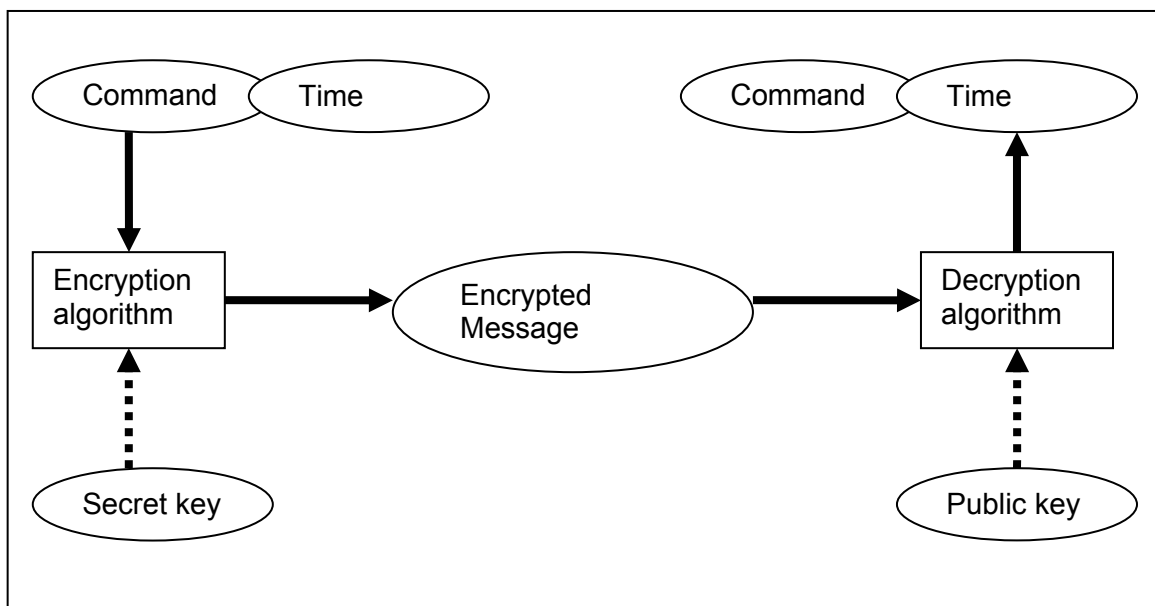 Command
Time
Command
Time
Encryption
algorithm
Encrypted
Message
Decryption
algorithm
Secret key
Public key